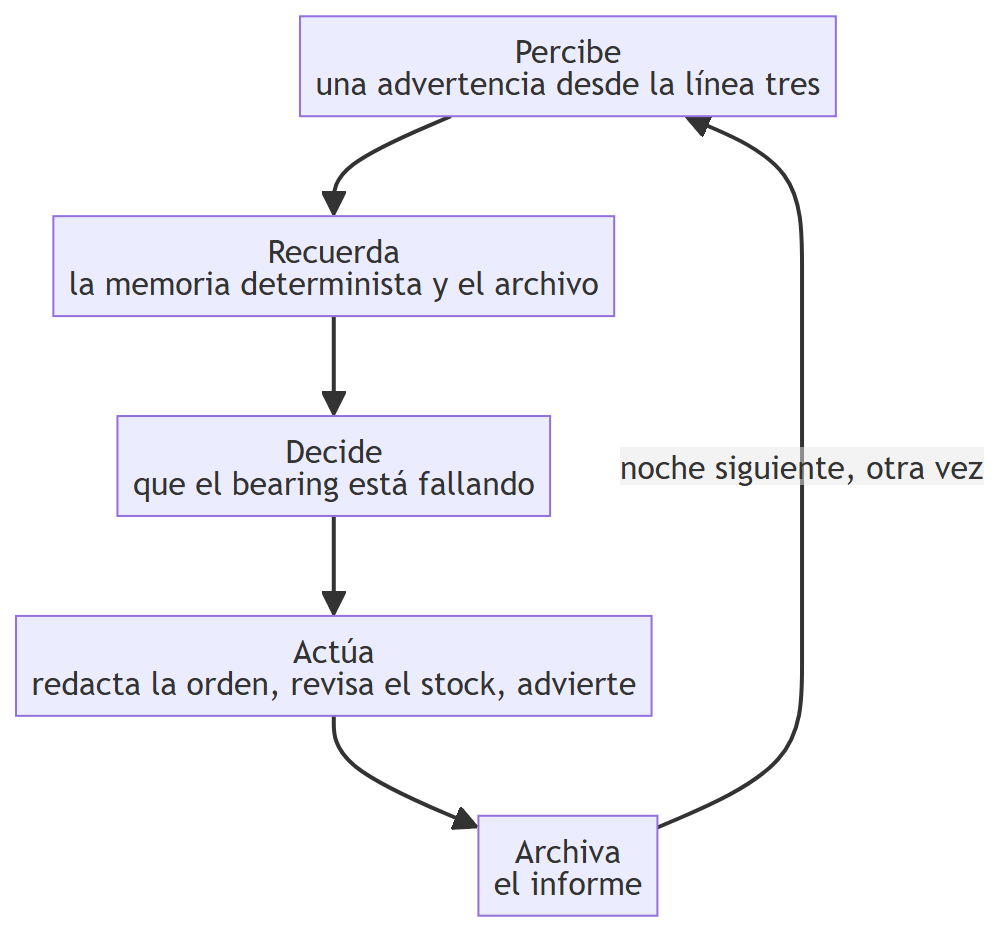 Percibe
una advertencia desde la línea tres
Recuerda
la memoria determinista y el archivo
Decide
que el bearing está fallando
noche siguiente, otra vez
Actúa
redacta la orden, revisa el stock, advierte
Archiva
el informe